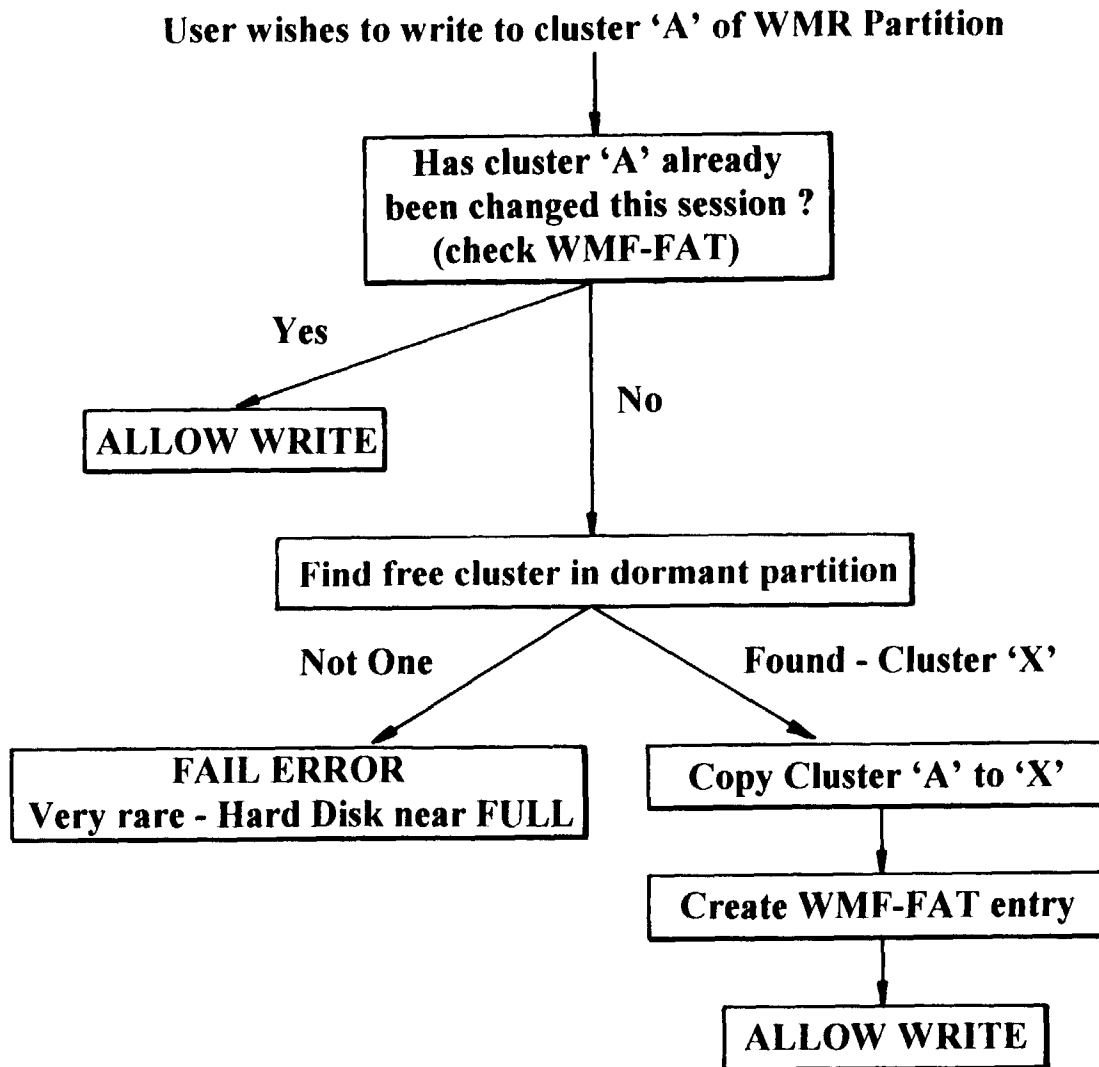 User wishes to write to cluster ‘A’ of WMR Partition
Has cluster ‘A’ already
been changed this session ?
(check WMF-FAT)
Yes
No
ALLOW WRITE
Find free cluster in dormant partition
Not One
Found - Cluster ‘X’
FAIL ERROR
Very rare - Hard Disk near FULL
Copy Cluster ‘A’ to ‘X’
Create WMF-FAT entry
ALLOW WRITE